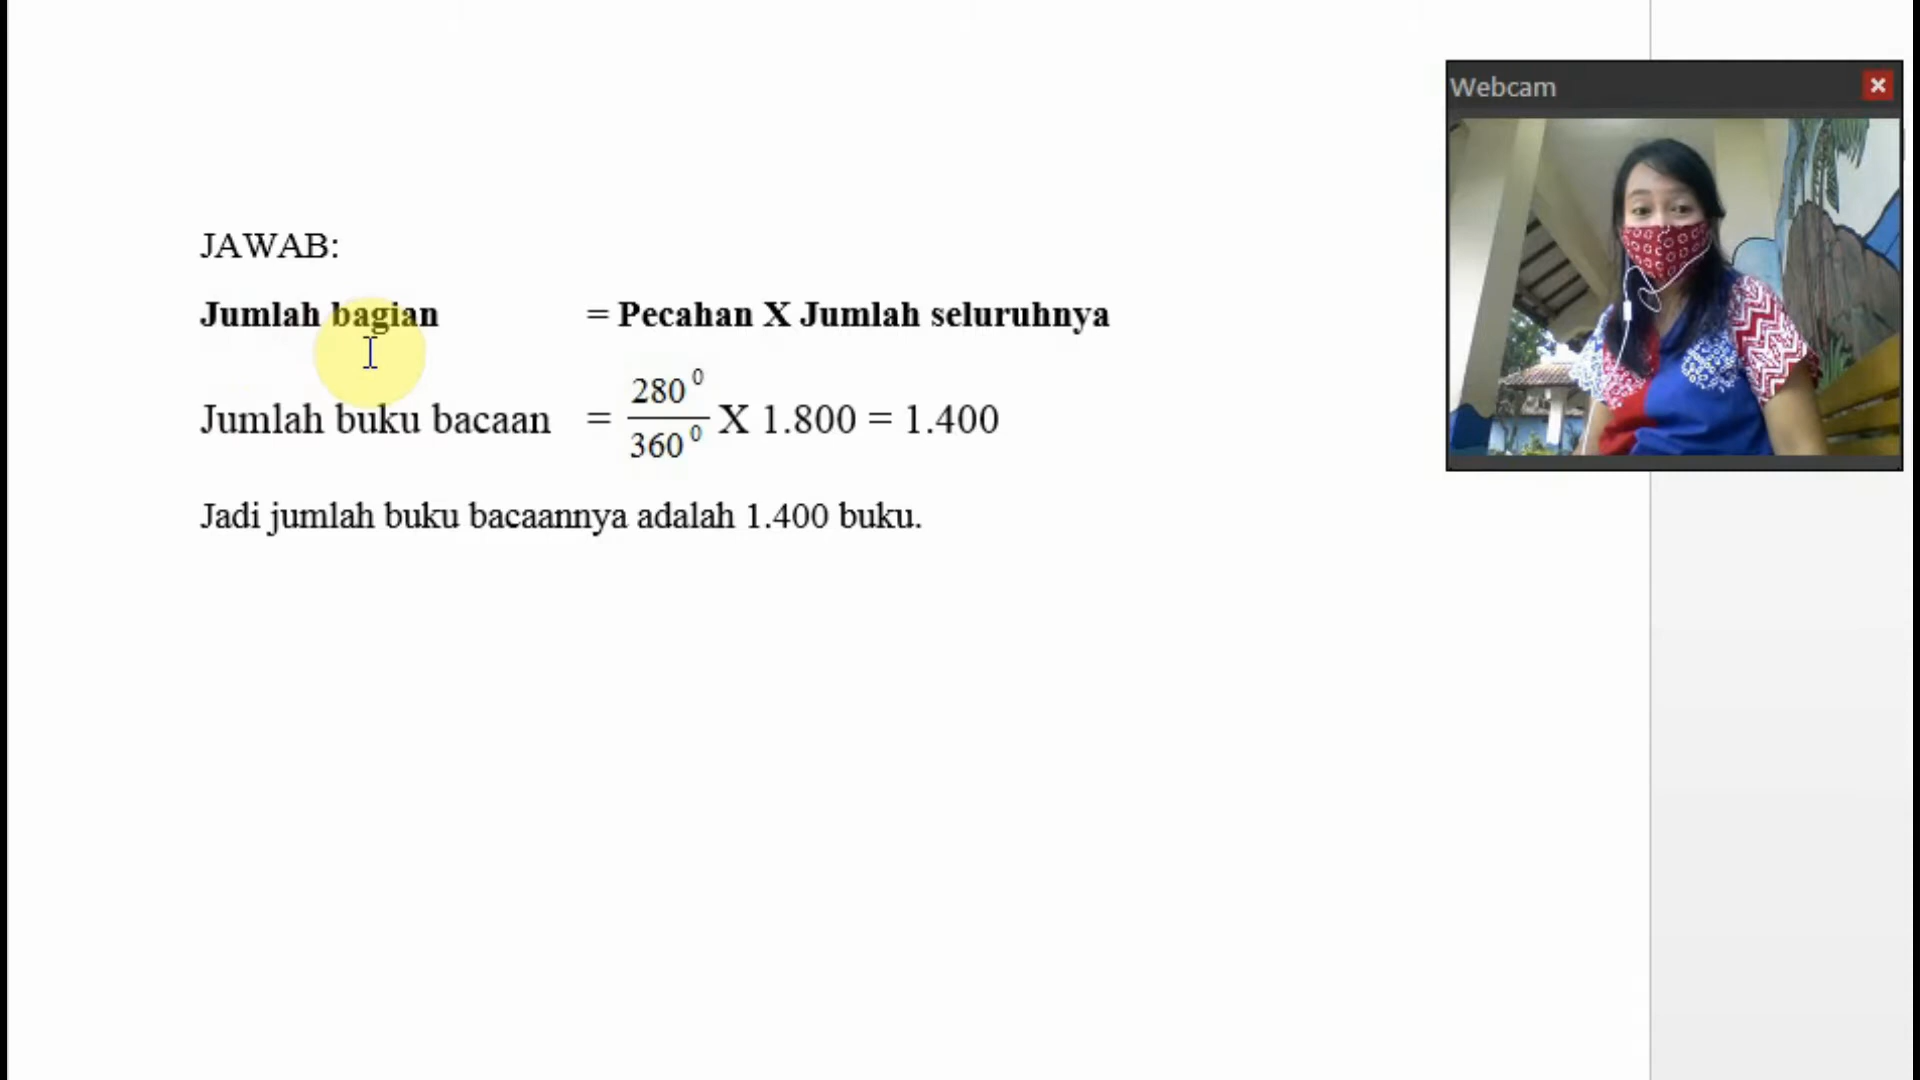 Webcam
JAWAB:
Jumlah bagian = Pecahan X Jumlah seluruhnya
Jumlah buku bacaan = 280⁰/360⁰ X 1.800 = 1.400
Jadi jumlah buku bacaannya adalah 1.400 buku.